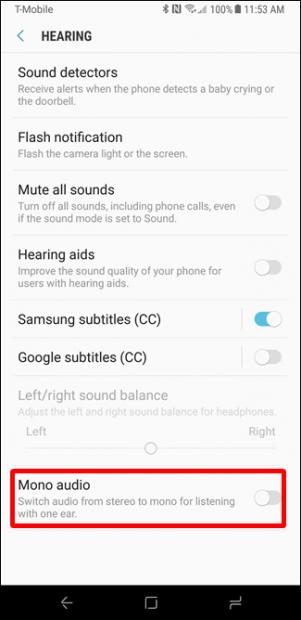 T-Mobile 100% 11:53 AM
HEARING
Sound detectors
Receive alerts when the phone detects a baby crying or
the doorbell.
Flash notification
Flash the camera light or the screen.
Mute all sounds
Turn off all sounds, including phone calls, even
if the sound mode is set to Sound.
Hearing aids
Improve the sound quality of your phone for
users with hearing aids.
Samsung subtitles (CC)
Google subtitles (CC)
Left/right sound balance
Adjust the left and right sound balance for headphones.
Left Right
Mono audio
Switch audio from stereo to mono for listening
with one ear.